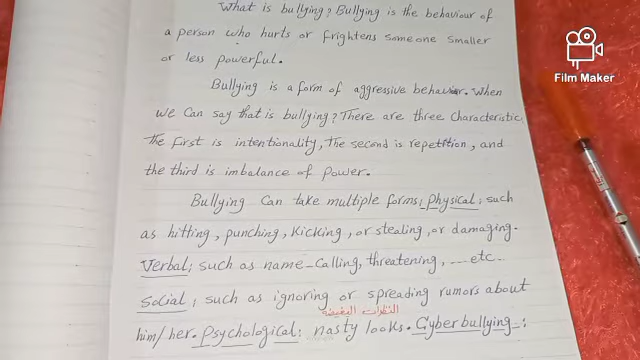 What is bullying? Bullying is the behaviour of
a person who hurts or frightens someone smaller
or less powerful.
Bullying is a form of aggressive behavior. When
we can say that is bullying? There are three characteristic
The first is intentionality, The second is repetition, and
the third is imbalance of power.
Bullying Can take multiple forms; Physical; such
as hitting, punching, kicking, or stealing, or damaging.
Verbal; such as name-calling, threatening, ... etc.
Social; such as ignoring or spreading rumors about
النظرات البغيضة
him/her. Psychological: nasty looks. Cyberbullying:
Film Maker